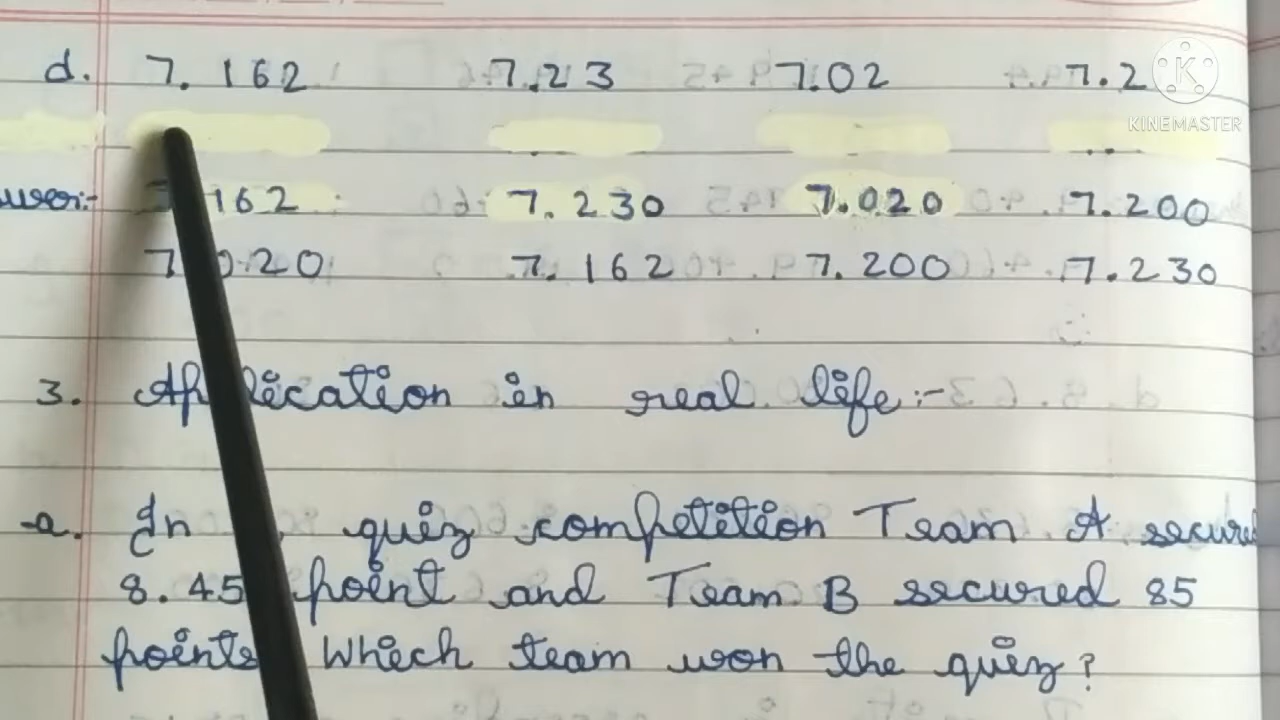 d. 7.162 7.23 7.02 7.2
KINEMASTER
162 7.230 7.020 7.200
7.020 7.162 7.200 7.230
3. Application in real life:-
a. In quiz competition Team A secured
8.45 point and Team B secured 85
points Which team won the quiz?